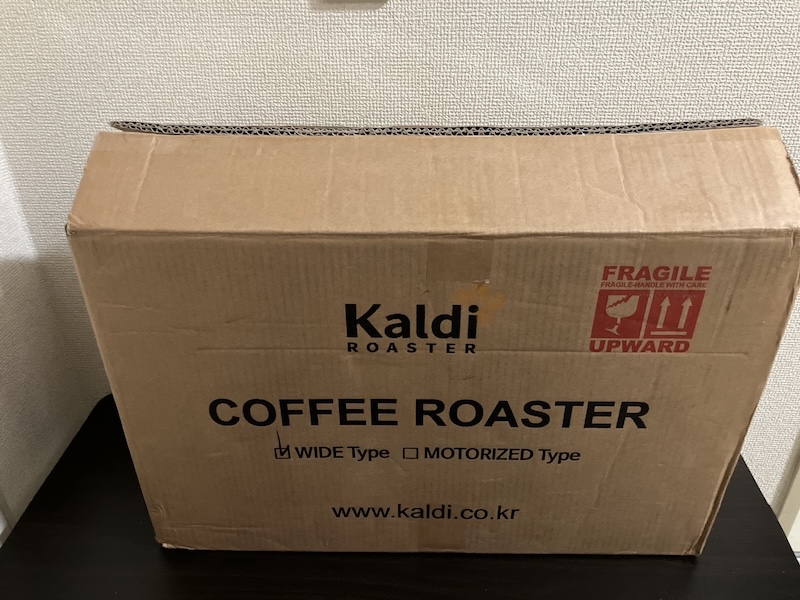 Kaldi
ROASTER
FRAGILE
FRAGILE-HANDLE WITH CARE
UPWARD
COFFEE ROASTER
☑ WIDE Type ☐ MOTORIZED Type
www.kaldi.co.kr